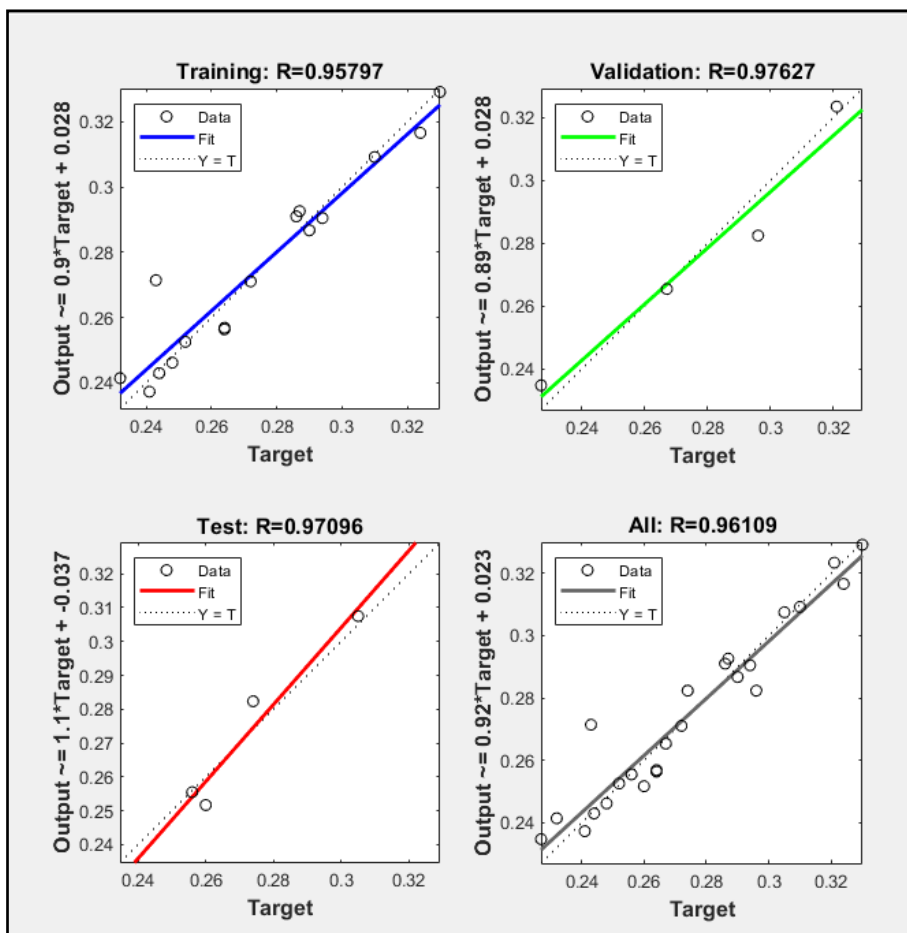 Training: R=0.95797
Output ~= 0.9*Target + 0.028
Data
Fit
Y = T
0.32
0.3
0.28
0.26
0.24
0.24
0.26
0.28
0.3
0.32
Target
Validation: R=0.97627
Output ~= 0.89*Target + 0.028
Data
Fit
Y = T
0.32
0.3
0.28
0.26
0.24
0.24
0.26
0.28
0.3
0.32
Target
Test: R=0.97096
Output ~= 1.1*Target + -0.037
Data
Fit
Y = T
0.32
0.31
0.3
0.29
0.28
0.27
0.26
0.25
0.24
0.24
0.26
0.28
0.3
0.32
Target
All: R=0.96109
Output ~= 0.92*Target + 0.023
Data
Fit
Y = T
0.32
0.3
0.28
0.26
0.24
0.24
0.26
0.28
0.3
0.32
Target